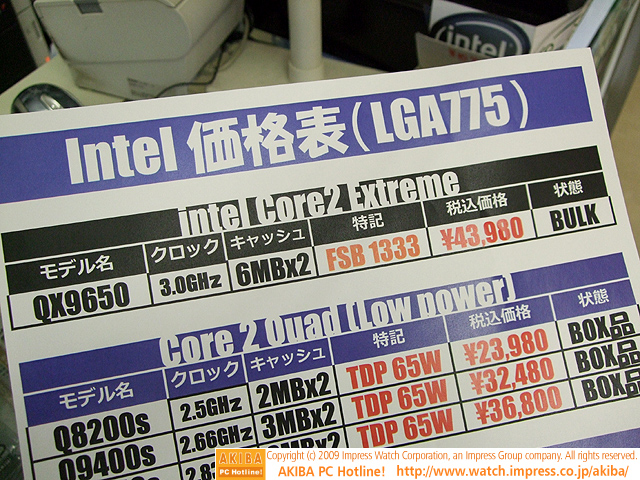 intel
Intel 価格表(LGA775)
intel Core2 Extreme
モデル名 クロック キャッシュ 特記 税込価格 状態
QX9650 3.0GHz 6MBx2 FSB 1333 ¥43,980 BULK
Core 2 Quad (Low power)
モデル名 クロック キャッシュ 特記 税込価格 状態
Q8200s 2.5GHz 2MBx2 TDP 65W ¥23,980 BOX品
Q9400s 2.66GHz 3MBx2 TDP 65W ¥32,480 BOX品
TDP 65W ¥36,800 BOX品
AKIBA PC Hotline!
Copyright (c) 2009 Impress Watch Corporation, an Impress Group company. All rights reserved.
AKIBA PC Hotline! http://www.watch.impress.co.jp/akiba/